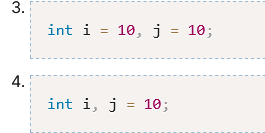 3.
int i = 10, j = 10;
4.
int i, j = 10;